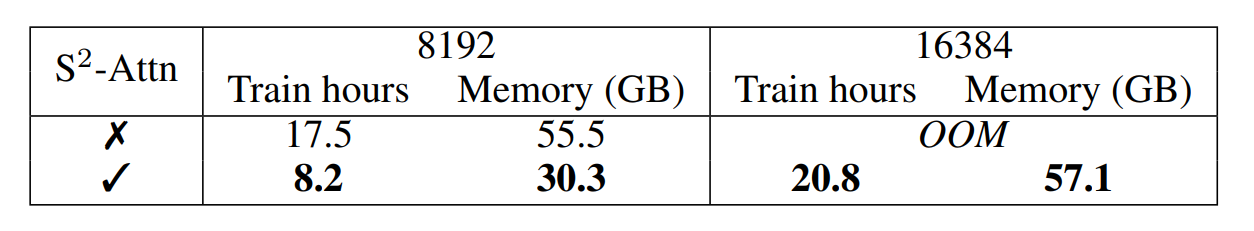 S²-Attn 8192 16384
Train hours Memory (GB) Train hours Memory (GB)
✗ 17.5 55.5 OOM
✓ 8.2 30.3 20.8 57.1